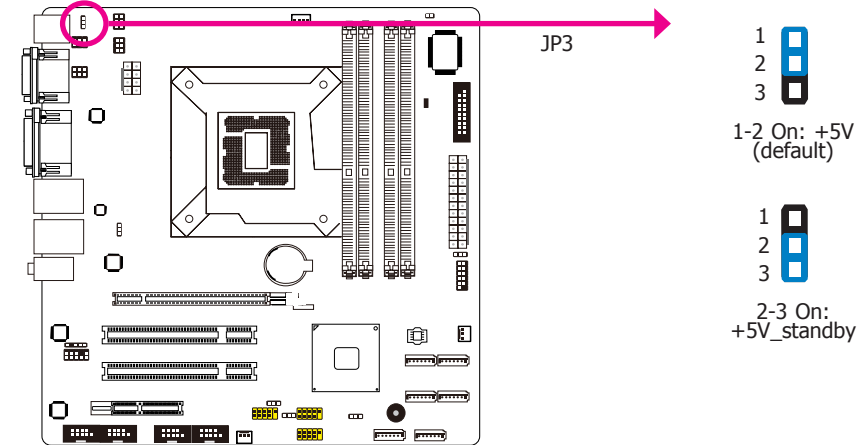 JP3
1
2
3
1-2 On: +5V
(default)
1
2
3
2-3 On:
+5V_standby